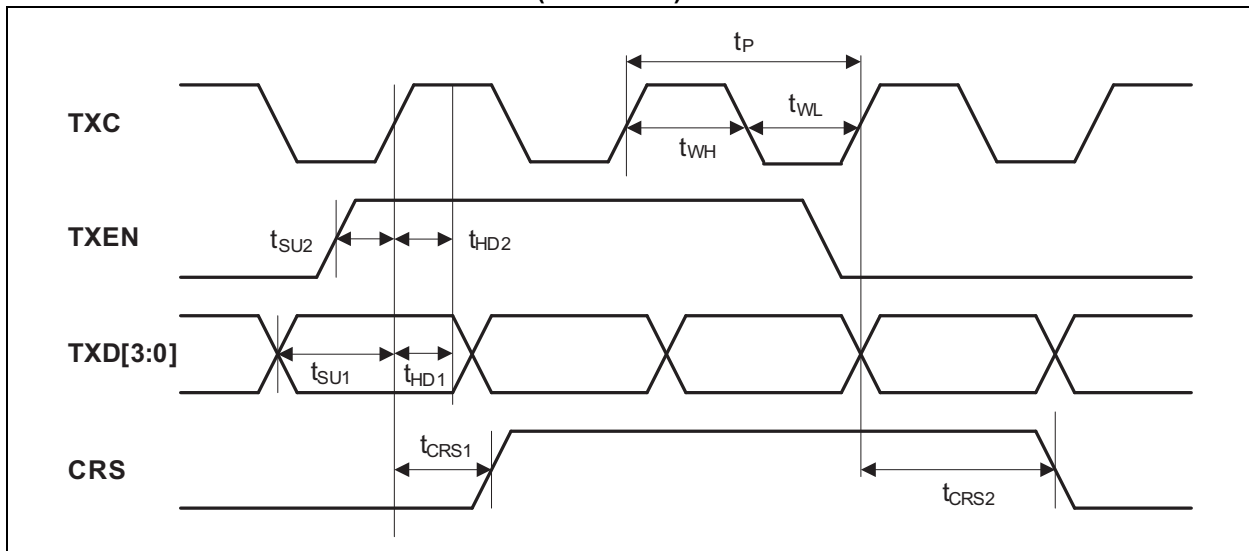 tP
TXC
tWL
tWH
TXEN
tSU2
tHD2
TXD[3:0]
tSU1
tHD1
CRS
tCRS1
tCRS2